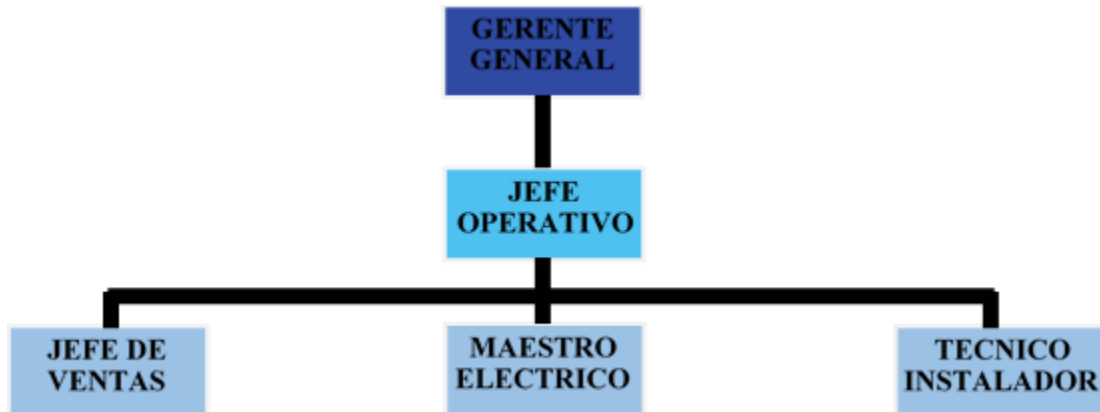 GERENTE
GENERAL
JEFE
OPERATIVO
JEFE DE
VENTAS
MAESTRO
ELECTRICO
TECNICO
INSTALADOR